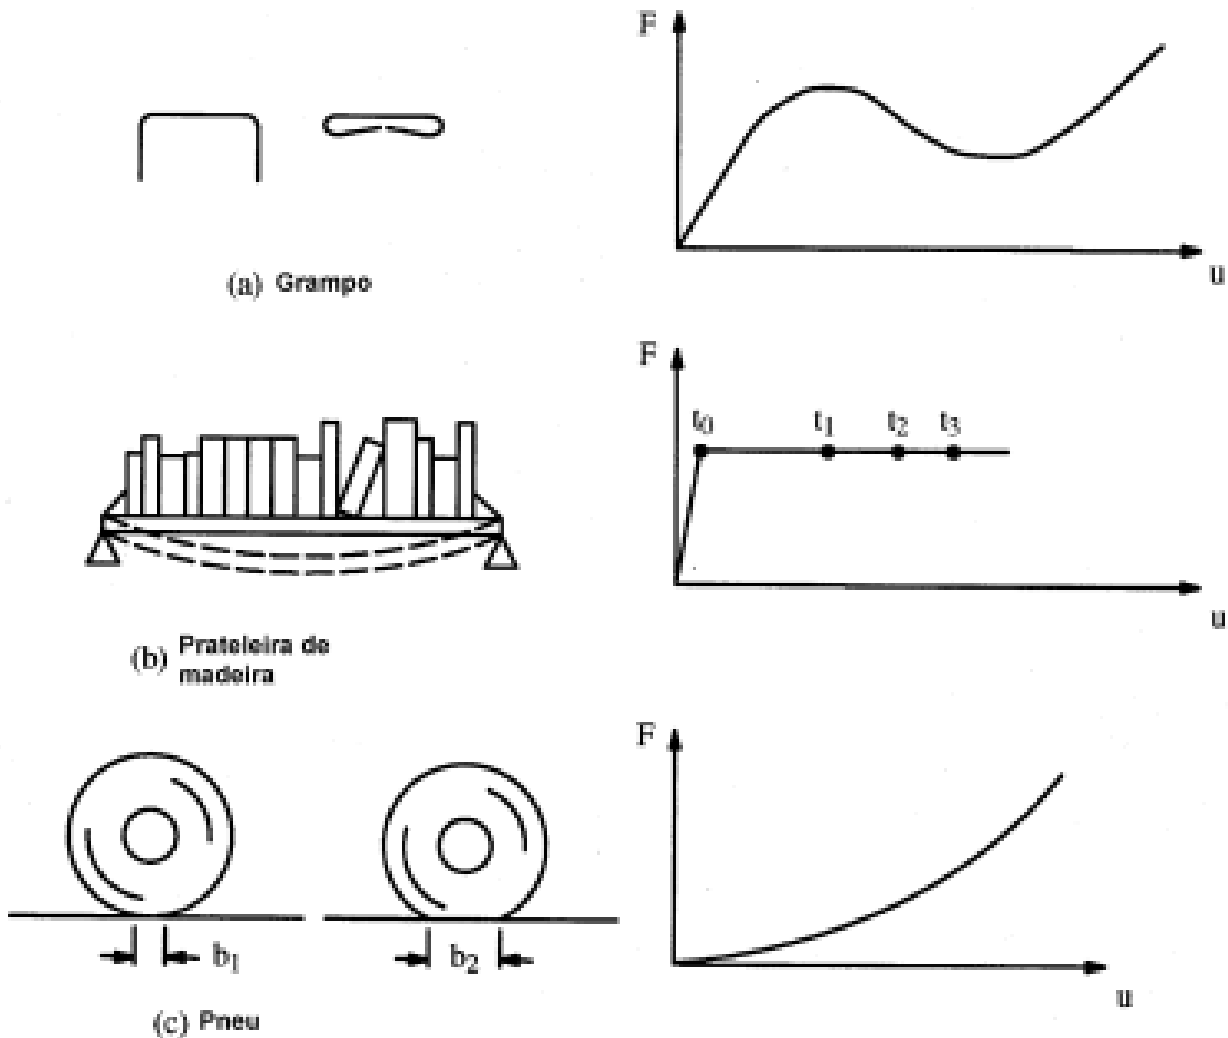 F
u
(a) Grampo
F
t0 t1 t2 t3
u
(b) Prateleira de
madeira
F
b1 b2
u
(c) Pneu